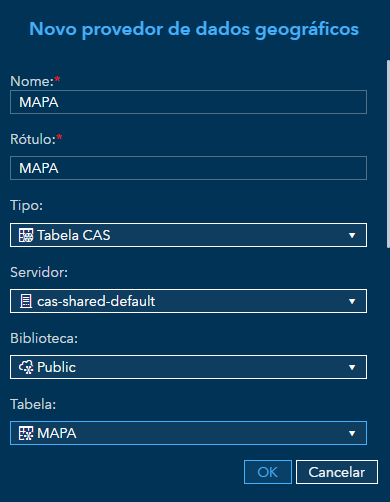 Novo provedor de dados geográficos
Nome:*
MAPA
Rótulo:*
MAPA
Tipo:
Tabela CAS
Servidor:
cas-shared-default
Biblioteca:
Public
Tabela:
MAPA
OK Cancelar